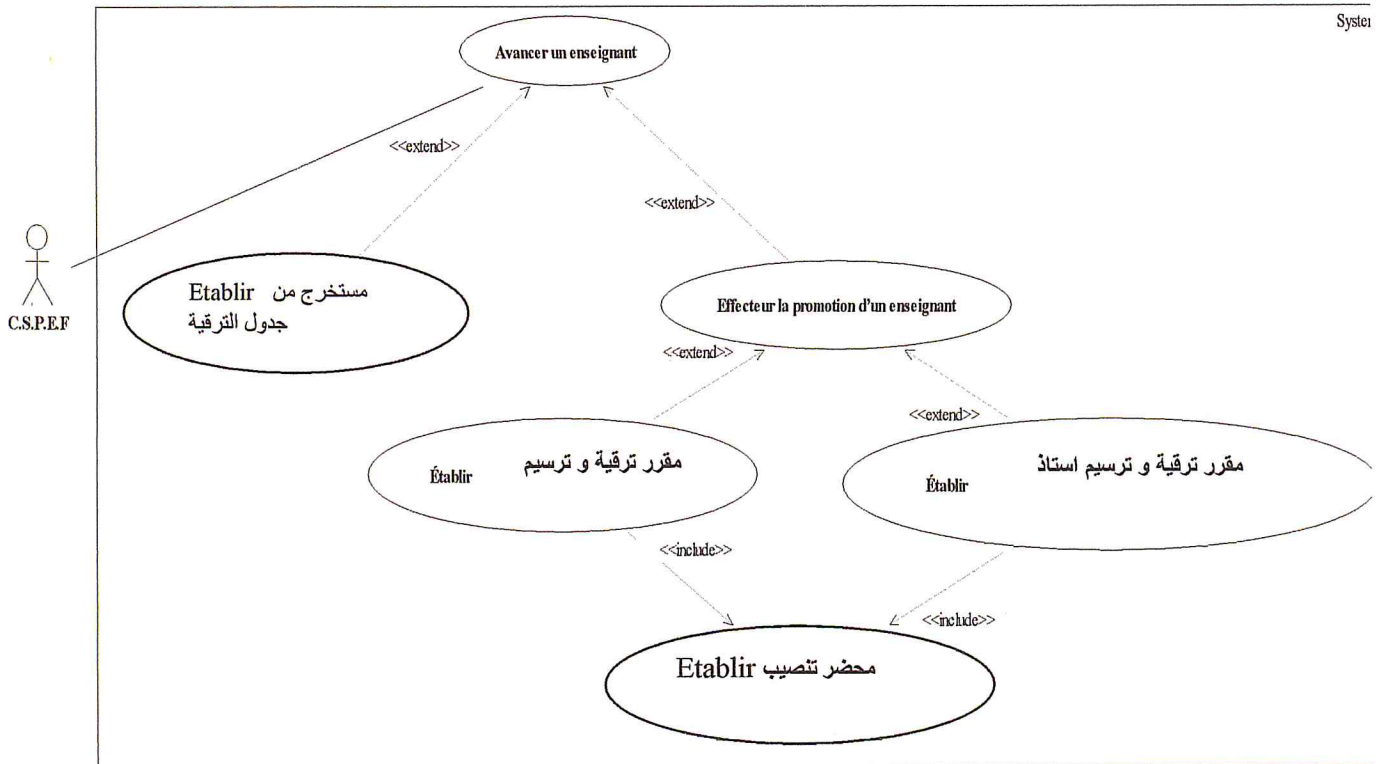 Syster
Avancer un enseignant
<<extend>>
<<extend>>
C.S.P.E.F
Etablir مستخرج من
جدول الترقية
Effecteur la promotion d'un enseignant
<<extend>>
<<extend>>
Établir مقرر ترقية و ترسيم
Établir مقرر ترقية و ترسيم استاذ
<<include>>
<<include>>
Etablir محضر تنصيب